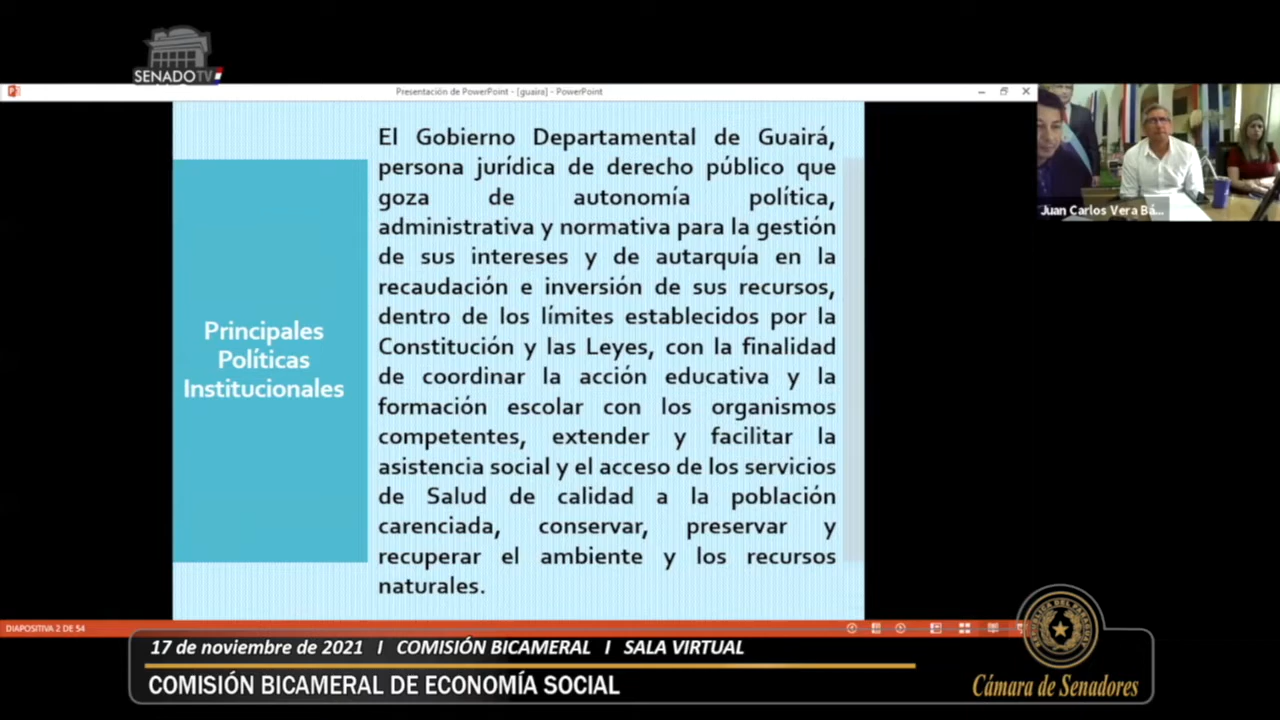 SENADO TV
Presentación de PowerPoint - [guaira] - PowerPoint
El Gobierno Departamental de Guairá,
persona jurídica de derecho público que
goza de autonomía política,
administrativa y normativa para la gestión
de sus intereses y de autarquía en la
recaudación e inversión de sus recursos,
dentro de los límites establecidos por la
Constitución y las Leyes, con la finalidad
de coordinar la acción educativa y la
formación escolar con los organismos
competentes, extender y facilitar la
asistencia social y el acceso de los servicios
de Salud de calidad a la población
carenciada, conservar, preservar y
recuperar el ambiente y los recursos
naturales.
Principales
Políticas
Institucionales
Juan Carlos Vera Bá...
DIAPOSITIVA 2 DE 54
17 de noviembre de 2021 I COMISIÓN BICAMERAL I SALA VIRTUAL
COMISIÓN BICAMERAL DE ECONOMÍA SOCIAL
REPÚBLICA DEL PARAGUAY
Cámara de Senadores